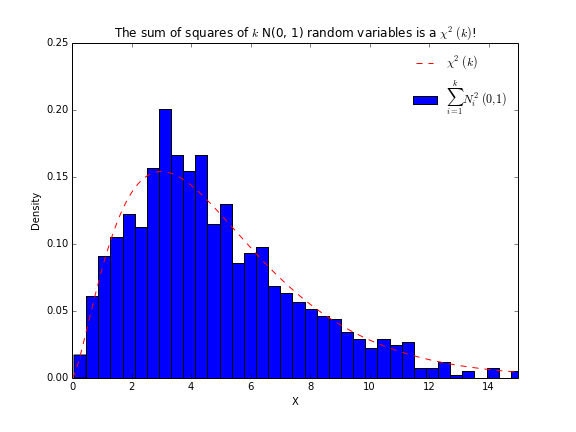 The sum of squares of k N(0, 1) random variables is a χ² (k)!
0.25
0.20
0.15
0.10
0.05
0.00
Density
χ² (k)
∑ᵢ₌₁ᵏ Nᵢ² (0,1)
0 2 4 6 8 10 12 14
X